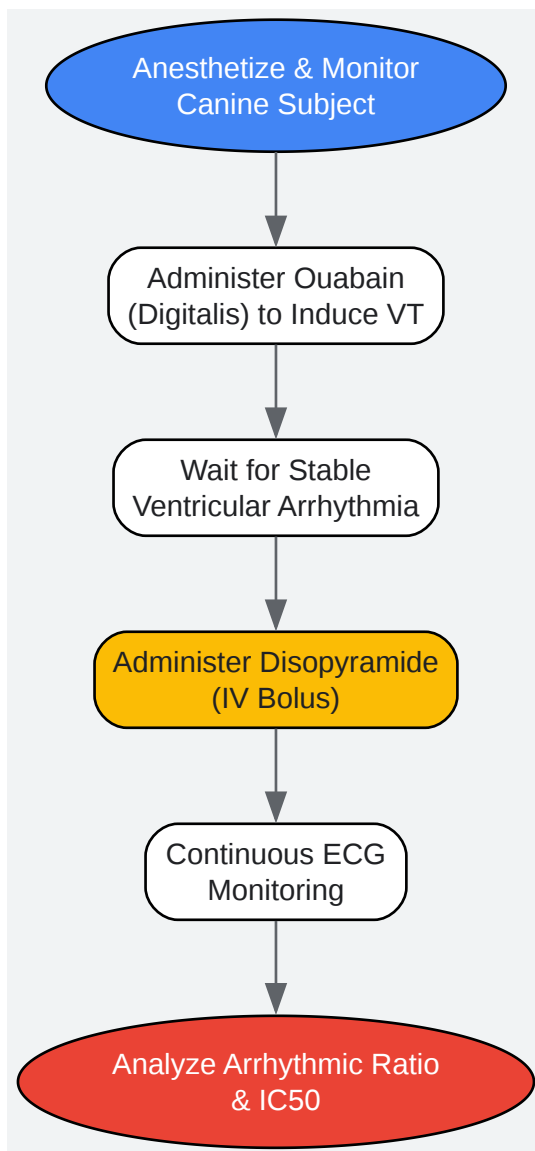 Anesthetize & Monitor
Canine Subject
Administer Ouabain
(Digitalis) to Induce VT
Wait for Stable
Ventricular Arrhythmia
Administer Disopyramide
(IV Bolus)
Continuous ECG
Monitoring
Analyze Arrhythmic Ratio
& IC50